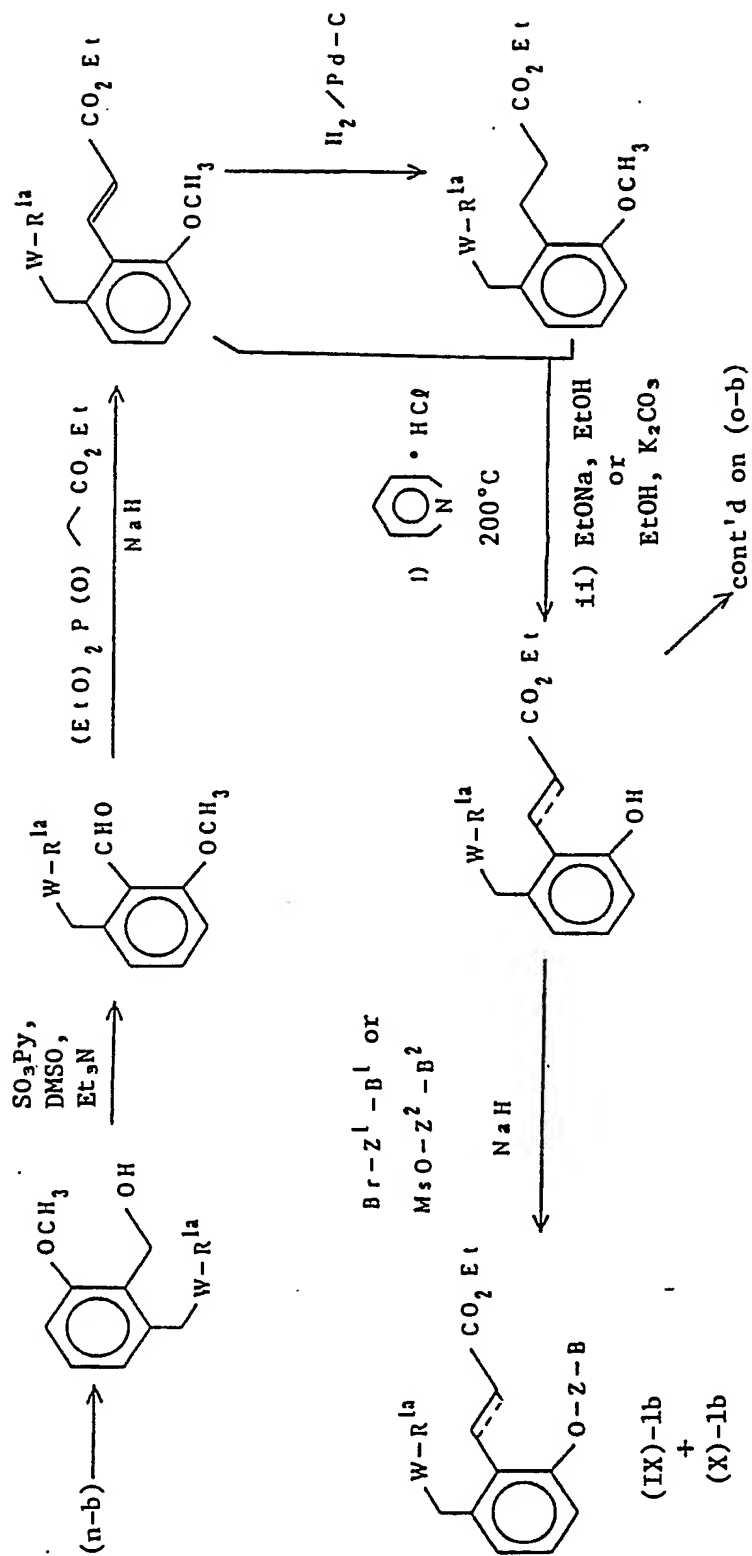 (n-b)
OCH₃
OH
W-R¹ᵃ
SO₃Py,
DMSO,
Et₃N
W-R¹ᵃ
CHO
OCH₃
(EtO)₂P(O) CO₂Et
NaH
W-R¹ᵃ
CO₂Et
OCH₃
H₂/Pd-C
W-R¹ᵃ
CO₂Et
OCH₃
i) N • HCl
200°C
ii) EtONa, EtOH
or
EtOH, K₂CO₃
W-R¹ᵃ
CO₂Et
OH
cont'd on (o-b)
Br-Z¹-B¹ or
MsO-Z²-B²
NaH
W-R¹ᵃ
CO₂Et
O-Z-B
(IX)-1b
+
(X)-1b